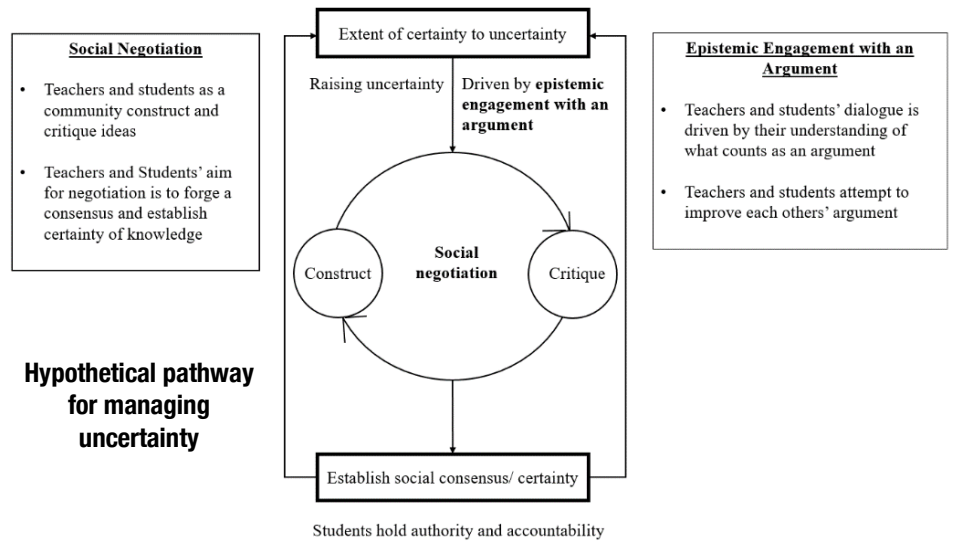 Social Negotiation
• Teachers and students as a
community construct and
critique ideas
• Teachers and Students' aim
for negotiation is to forge a
consensus and establish
certainty of knowledge
Extent of certainty to uncertainty
Raising uncertainty
Driven by epistemic
engagement with an
argument
Construct
Social
negotiation
Critique
Establish social consensus/ certainty
Students hold authority and accountability
Epistemic Engagement with an
Argument
• Teachers and students' dialogue is
driven by their understanding of
what counts as an argument
• Teachers and students attempt to
improve each others' argument
Hypothetical pathway
for managing
uncertainty